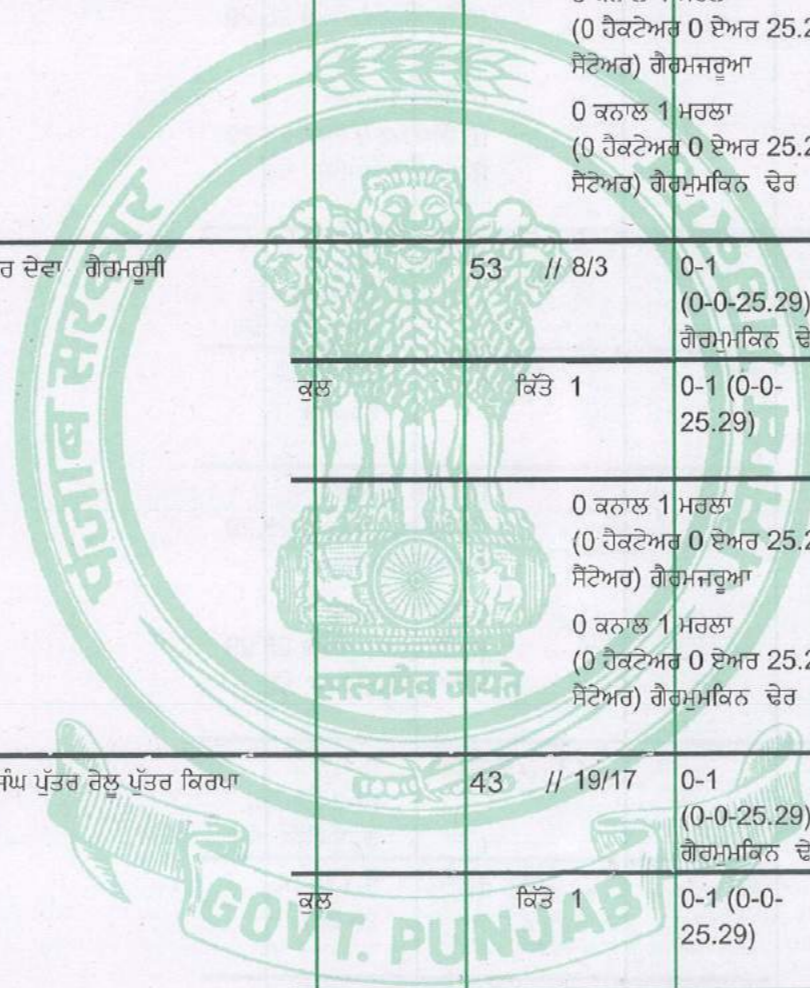 (0 ਹੈਕਟੇਅਰ 0 ਏਅਰ 25.2
ਸੈਂਟੇਅਰ) ਗੈਰਮਜਰੂਆ
0 ਕਨਾਲ 1 ਮਰਲਾ
(0 ਹੈਕਟੇਅਰ 0 ਏਅਰ 25.2
ਸੈਂਟੇਅਰ) ਗੈਰਮੁਮਕਿਨ ਢੇਰ
ਰ ਦੇਵਾ ਗੈਰਮਰੂਸੀ 53 // 8/3 0-1
(0-0-25.29)
ਗੈਰਮੁਮਕਿਨ ਢੇ
ਕੁਲ ਕਿੱਤੇ 1 0-1 (0-0-
25.29)
0 ਕਨਾਲ 1 ਮਰਲਾ
(0 ਹੈਕਟੇਅਰ 0 ਏਅਰ 25.2
ਸੈਂਟੇਅਰ) ਗੈਰਮਜਰੂਆ
0 ਕਨਾਲ 1 ਮਰਲਾ
(0 ਹੈਕਟੇਅਰ 0 ਏਅਰ 25.2
ਸੈਂਟੇਅਰ) ਗੈਰਮੁਮਕਿਨ ਢੇਰ
ਸਿੰਘ ਪੁੱਤਰ ਰੇਲੂ ਪੁੱਤਰ ਕਿਰਪਾ 43 // 19/17 0-1
(0-0-25.29)
ਗੈਰਮੁਮਕਿਨ ਢੇ
ਕੁਲ ਕਿੱਤੇ 1 0-1 (0-0-
25.29)
ਪੰਜਾਬ ਸਰਕਾਰ
सत्यमेव जयते
GOVT. PUNJAB